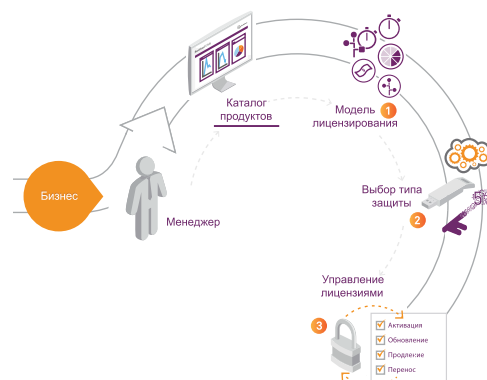 Каталог
продуктов
Модель
1
лицензирования
Бизнес
Менеджер
Выбор типа
защиты
2
Управление
лицензиями
3
Активация
Обновление
Продление
Перенос